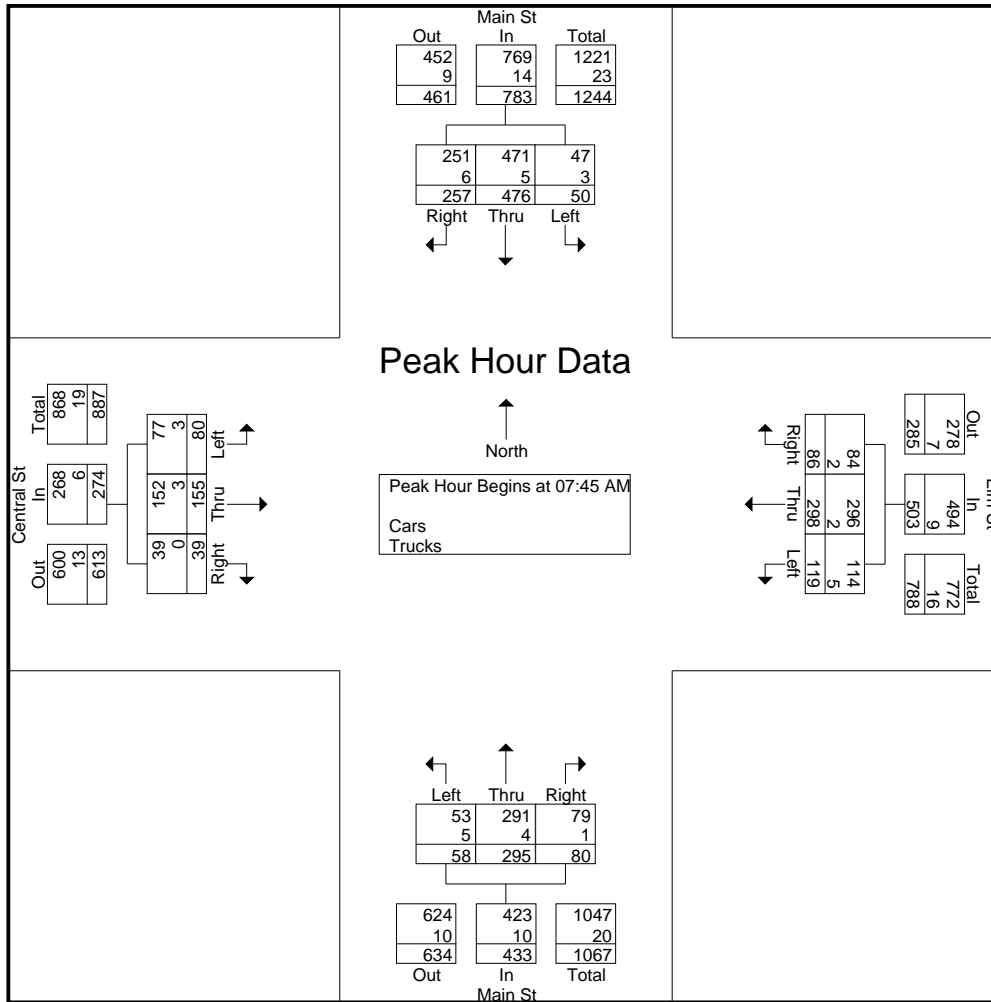 Main St
Out In Total
452 769 1221
9 14 23
461 783 1244
251 471 47
6 5 3
257 476 50
Right Thru Left
Peak Hour Data
North
Peak Hour Begins at 07:45 AM
Cars
Trucks
Central St
Total
868
19
887
In
268
6
274
Out
600
13
613
77
3
80
Left
152
3
155
Thru
39
0
39
Right
Right
86
2
84
Thru
298
2
296
Left
119
5
114
Out
285
7
278
In
503
9
494
Total
788
16
772
St
Left Thru Right
53 291 79
5 4 1
58 295 80
624 423 1047
10 10 20
634 433 1067
Out In Total
Main St